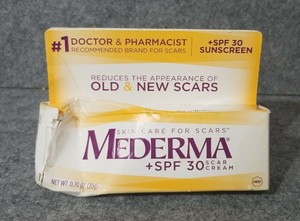 #1 DOCTOR & PHARMACIST
RECOMMENDED BRAND FOR SCARS
+SPF 30
SUNSCREEN
REDUCES THE APPEARANCE OF
OLD & NEW SCARS
SKIN CARE FOR SCARS™
MEDERMA
+SPF 30 SCAR
CREAM
NET WT. 0.70 OZ (20g)